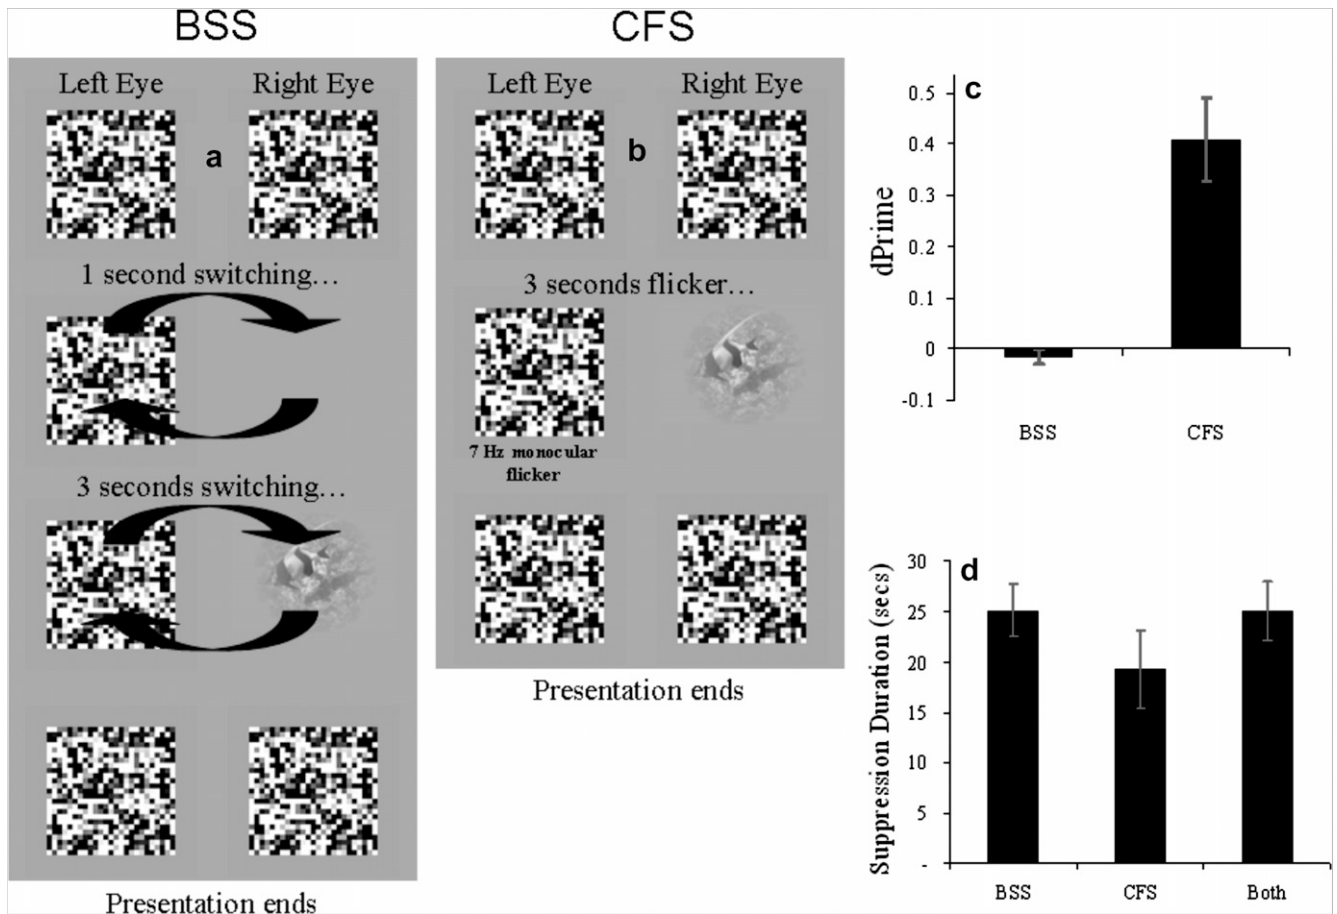 BSS
Left Eye
Right Eye
a
1 second switching…
3 seconds switching…
Presentation ends
CFS
Left Eye
Right Eye
b
3 seconds flicker…
7 Hz monocular
flicker
Presentation ends
c
dPrime
0.5
0.4
0.3
0.2
0.1
0
-0.1
BSS
CFS
d
Suppression Duration (secs)
30
25
20
15
10
5
-
BSS
CFS
Both